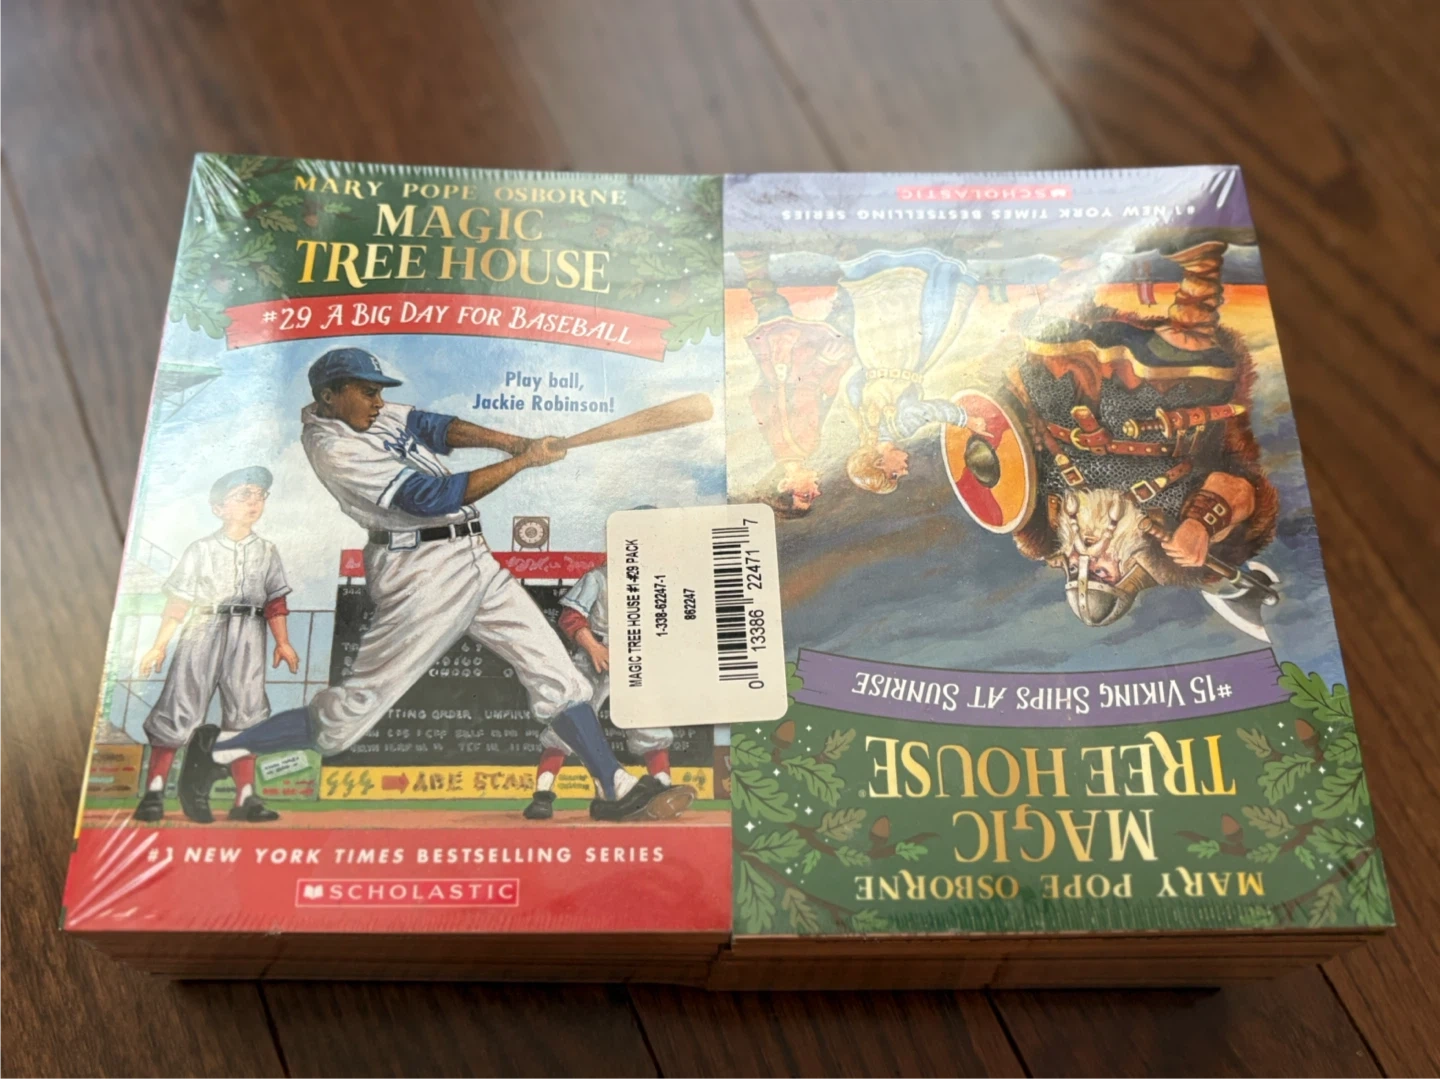 MARY POPE OSBORNE
MAGIC
TREE HOUSE
#29 A BIG DAY FOR BASEBALL
Play ball,
Jackie Robinson!
#1 NEW YORK TIMES BESTSELLING SERIES
SCHOLASTIC
MAGIC TREE HOUSE #1-#29 PACK
1-338-62247-1
862247
0 13386 22471 7
MARY POPE OSBORNE
MAGIC
TREE HOUSE
#15 VIKING SHIPS AT SUNRISE
#1 NEW YORK TIMES BESTSELLING SERIES
SCHOLASTIC